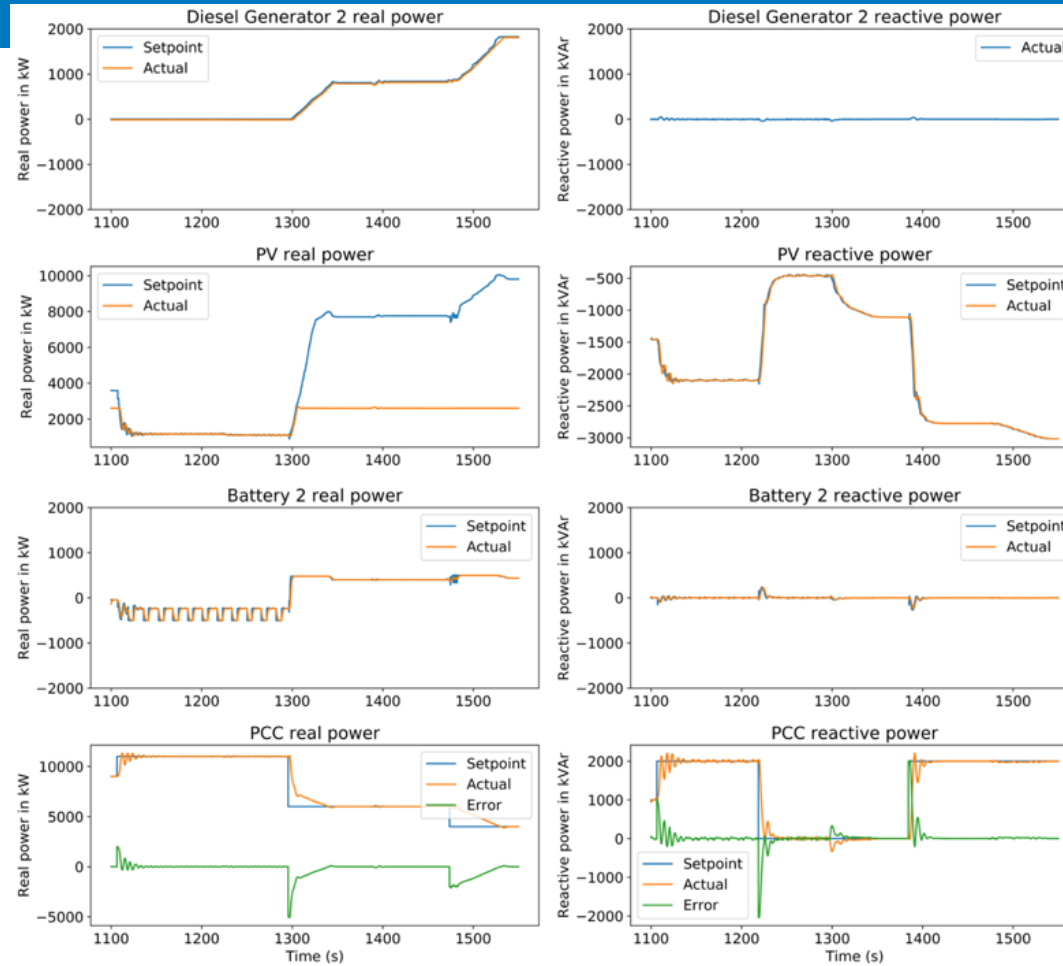 Diesel Generator 2 real power
Real power in kW
2000
1000
0
−1000
−2000
Setpoint
Actual
1100 1200 1300 1400 1500
Diesel Generator 2 reactive power
Reactive power in kVAr
2000
1000
0
−1000
−2000
Actual
1100 1200 1300 1400 1500
PV real power
Real power in kW
10000
8000
6000
4000
2000
Setpoint
Actual
1100 1200 1300 1400 1500
PV reactive power
Reactive power in kVAr
−500
−1000
−1500
−2000
−2500
−3000
Setpoint
Actual
1100 1200 1300 1400 1500
Battery 2 real power
Real power in kW
2000
1000
0
−1000
−2000
Setpoint
Actual
1100 1200 1300 1400 1500
Battery 2 reactive power
Reactive power in kVAr
2000
1000
0
−1000
−2000
Setpoint
Actual
1100 1200 1300 1400 1500
PCC real power
Real power in kW
10000
5000
0
−5000
Setpoint
Actual
Error
1100 1200 1300 1400 1500
Time (s)
PCC reactive power
Reactive power in kVAr
2000
1000
0
−1000
−2000
Setpoint
Actual
Error
1100 1200 1300 1400 1500
Time (s)